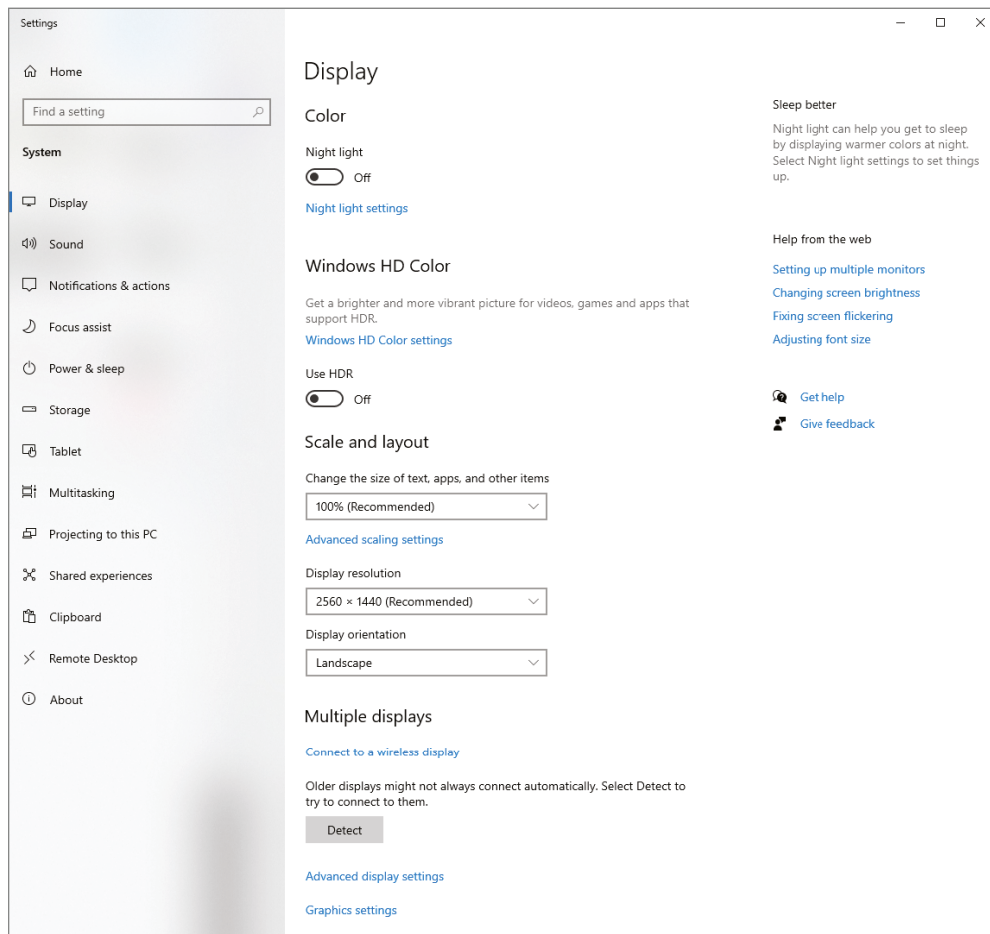 Settings
Home
Find a setting
System
Display
Sound
Notifications & actions
Focus assist
Power & sleep
Storage
Tablet
Multitasking
Projecting to this PC
Shared experiences
Clipboard
Remote Desktop
About
Display
Color
Night light
Off
Night light settings
Windows HD Color
Get a brighter and more vibrant picture for videos, games and apps that
support HDR.
Windows HD Color settings
Use HDR
Off
Scale and layout
Change the size of text, apps, and other items
100% (Recommended)
Advanced scaling settings
Display resolution
2560 × 1440 (Recommended)
Display orientation
Landscape
Multiple displays
Connect to a wireless display
Older displays might not always connect automatically. Select Detect to
try to connect to them.
Detect
Advanced display settings
Graphics settings
Sleep better
Night light can help you get to sleep
by displaying warmer colors at night.
Select Night light settings to set things
up.
Help from the web
Setting up multiple monitors
Changing screen brightness
Fixing screen flickering
Adjusting font size
Get help
Give feedback